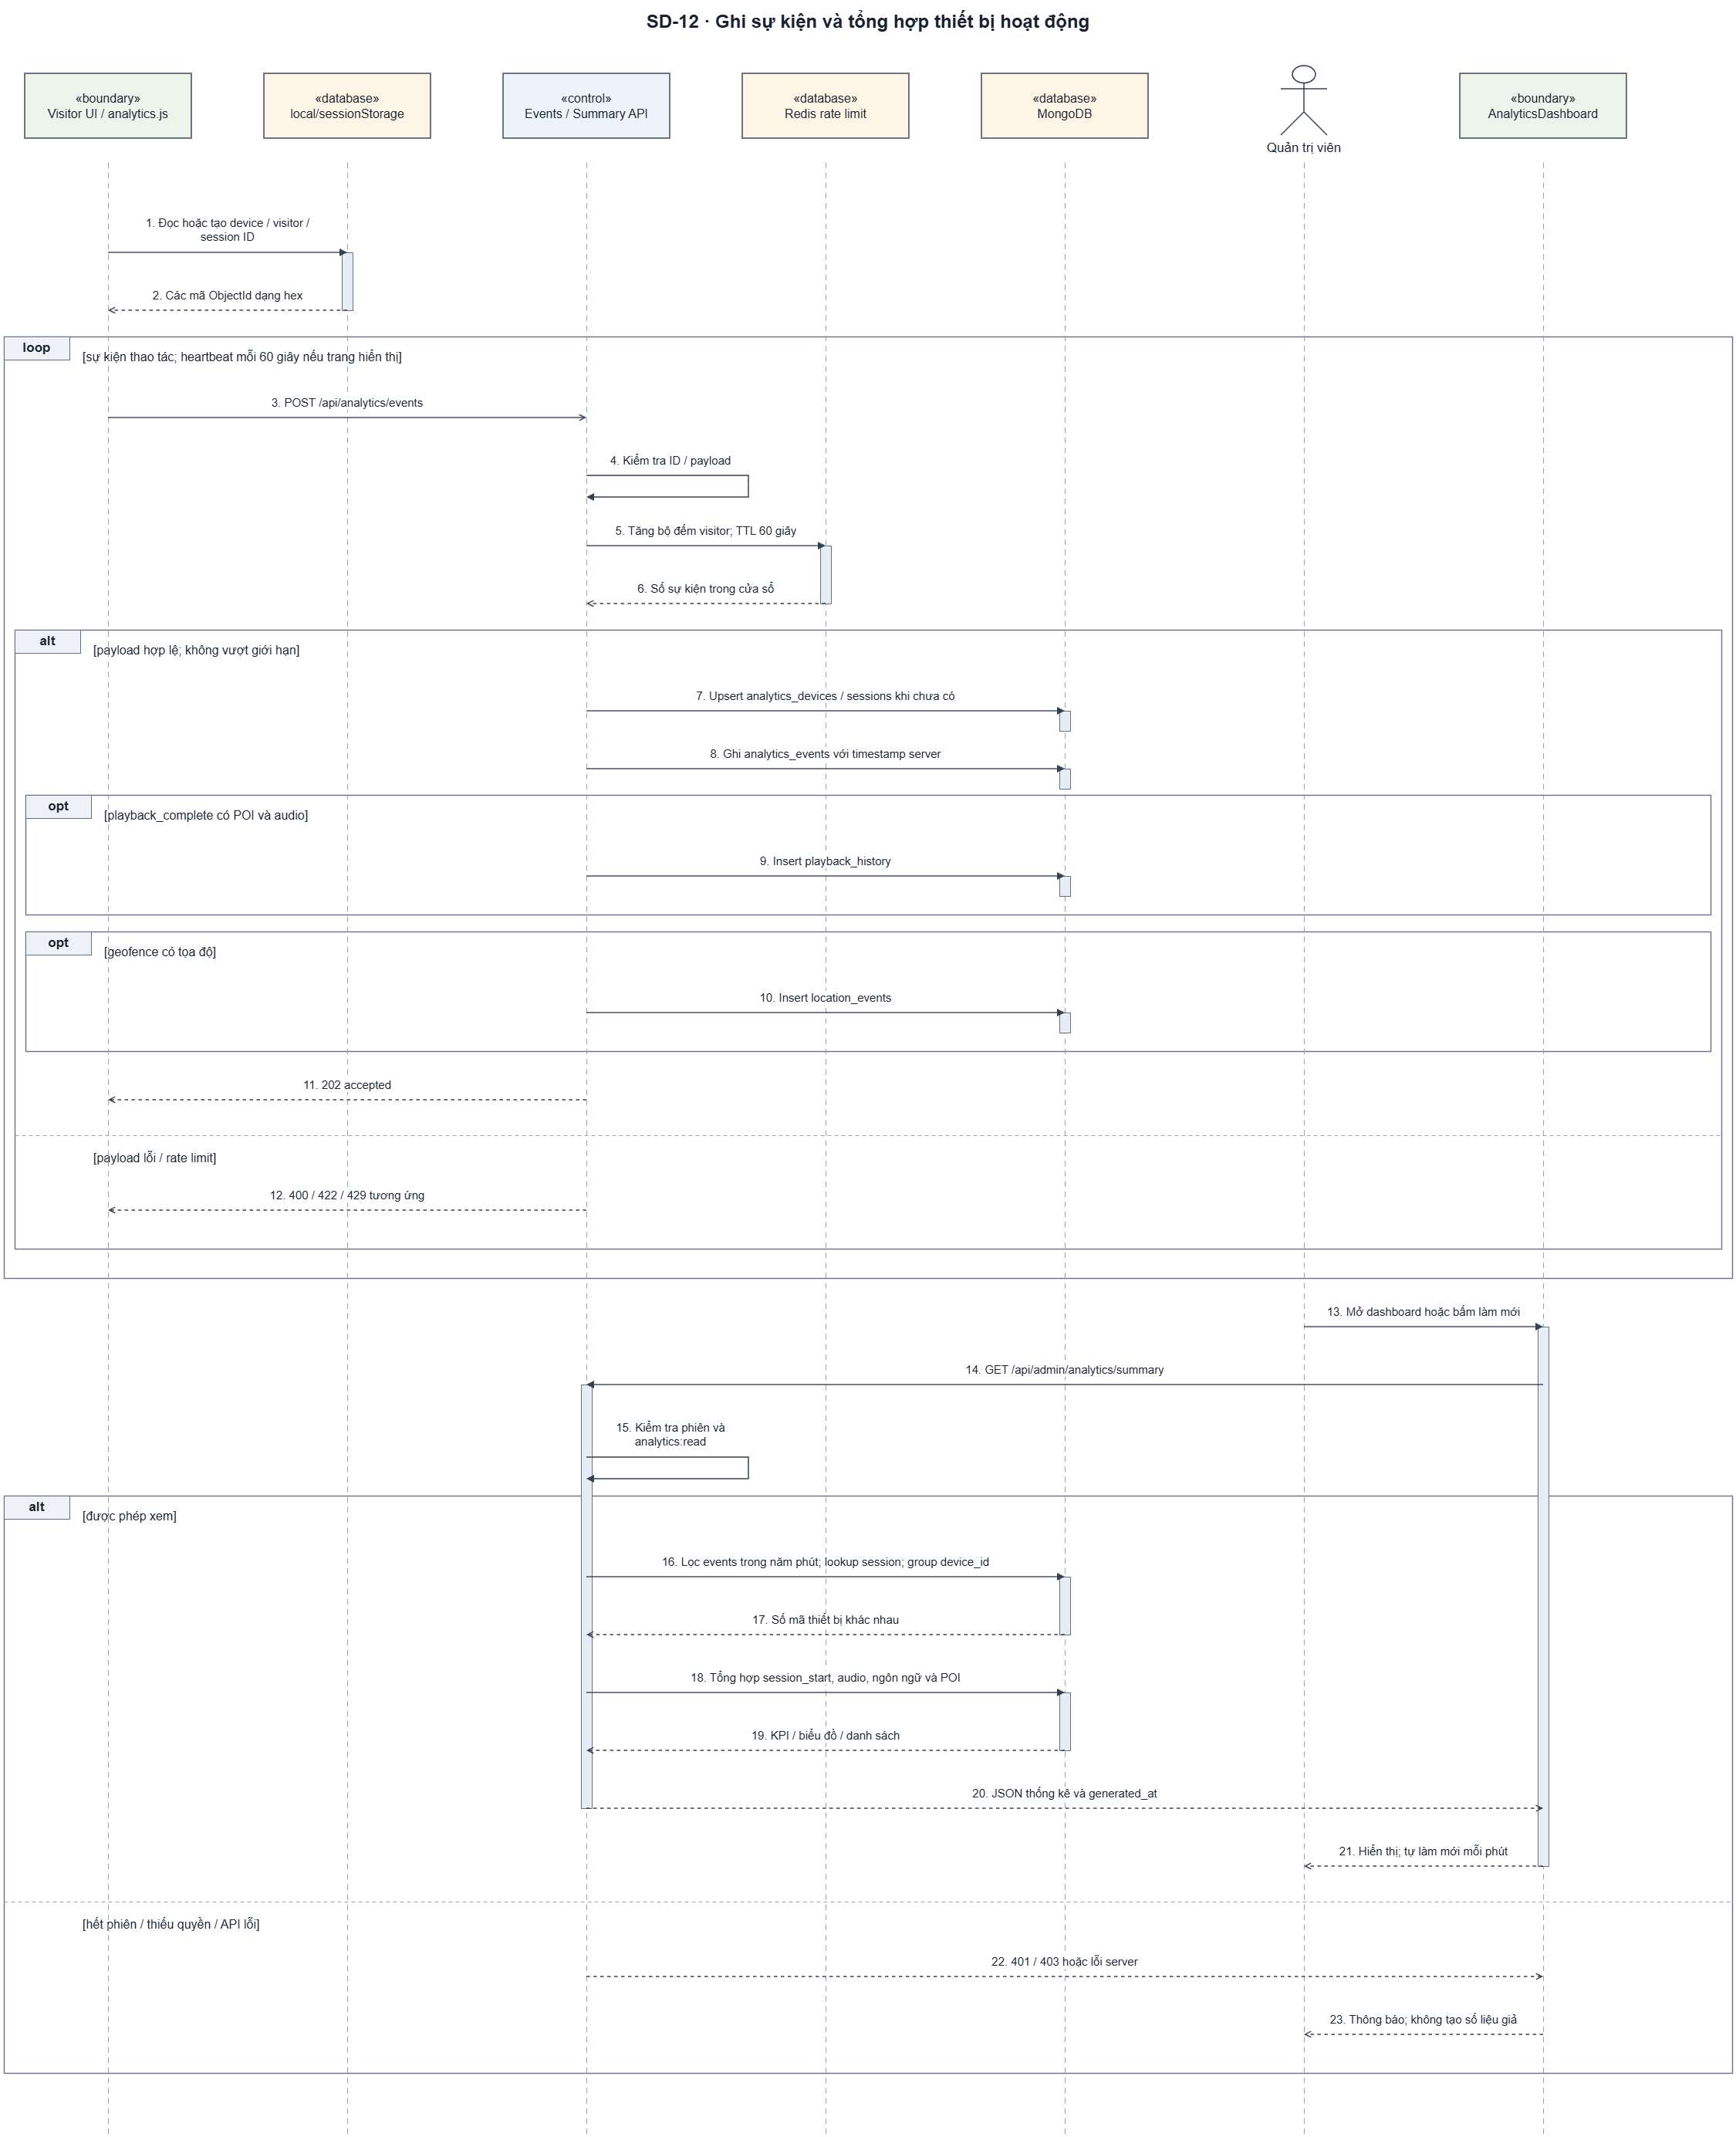 SD-12 · Ghi sự kiện và tổng hợp thiết bị hoạt động
«boundary»
Visitor UI / analytics.js
«database»
local/sessionStorage
«control»
Events / Summary API
«database»
Redis rate limit
«database»
MongoDB
Quản trị viên
«boundary»
AnalyticsDashboard
1. Đọc hoặc tạo device / visitor /
session ID
2. Các mã ObjectId dạng hex
loop
[sự kiện thao tác; heartbeat mỗi 60 giây nếu trang hiển thị]
3. POST /api/analytics/events
4. Kiểm tra ID / payload
5. Tăng bộ đếm visitor; TTL 60 giây
6. Số sự kiện trong cửa sổ
alt
[payload hợp lệ; không vượt giới hạn]
7. Upsert analytics_devices / sessions khi chưa có
8. Ghi analytics_events với timestamp server
opt
[playback_complete có POI và audio]
9. Insert playback_history
opt
[geofence có tọa độ]
10. Insert location_events
11. 202 accepted
[payload lỗi / rate limit]
12. 400 / 422 / 429 tương ứng
13. Mở dashboard hoặc bấm làm mới
14. GET /api/admin/analytics/summary
15. Kiểm tra phiên và
analytics:read
alt
[được phép xem]
16. Lọc events trong năm phút; lookup session; group device_id
17. Số mã thiết bị khác nhau
18. Tổng hợp session_start, audio, ngôn ngữ và POI
19. KPI / biểu đồ / danh sách
20. JSON thống kê và generated_at
21. Hiển thị; tự làm mới mỗi phút
[hết phiên / thiếu quyền / API lỗi]
22. 401 / 403 hoặc lỗi server
23. Thông báo; không tạo số liệu giả